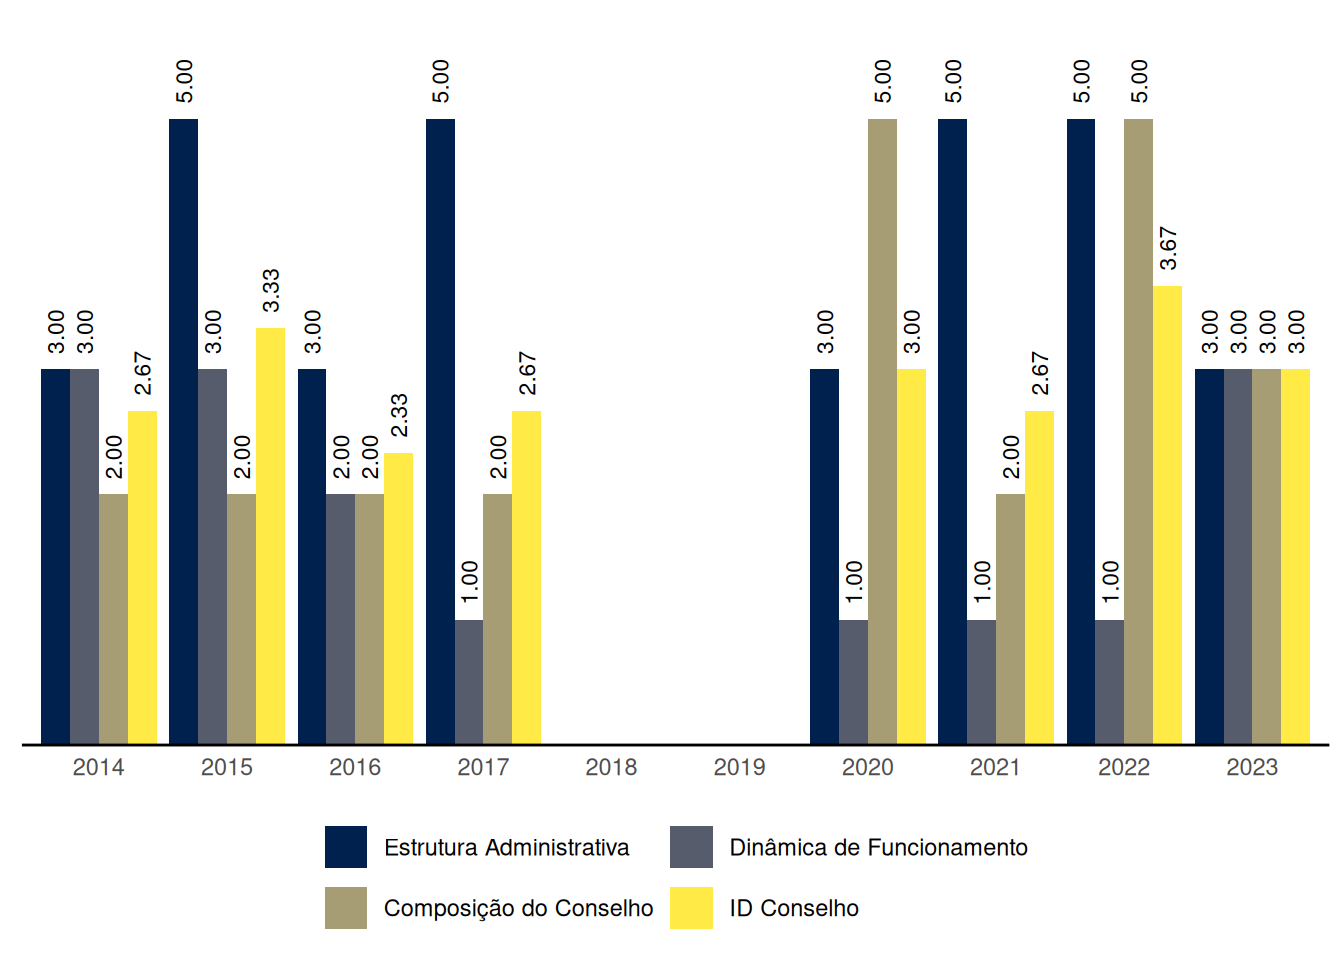 5.00 5.00 5.00 5.00 5.00 5.00
3.67
3.00 3.00 3.00 3.33 3.00 3.00 3.00 3.00 3.00 3.00 3.00
2.67 2.67 2.67
2.33
2.00 2.00 2.00 2.00 2.00 2.00
1.00 1.00 1.00 1.00
2014 2015 2016 2017 2018 2019 2020 2021 2022 2023
Estrutura Administrativa Dinâmica de Funcionamento
Composição do Conselho ID Conselho